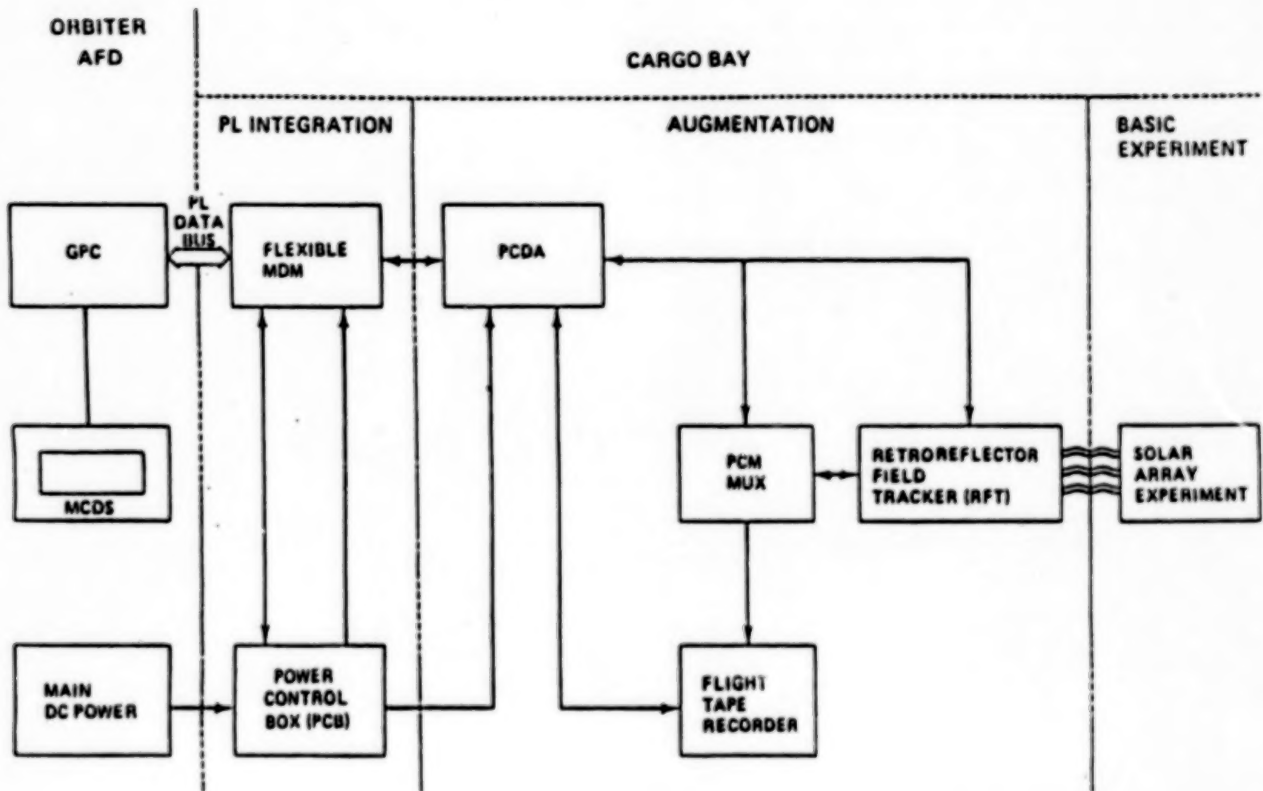 ORBITER
AFD
CARGO BAY
PL INTEGRATION
AUGMENTATION
BASIC
EXPERIMENT
GPC
PL
DATA
BUS
FLEXIBLE
MDM
PCDA
MCDS
PCM
MUX
RETROREFLECTOR
FIELD
TRACKER (RFT)
SOLAR
ARRAY
EXPERIMENT
MAIN
DC POWER
POWER
CONTROL
BOX (PCB)
FLIGHT
TAPE
RECORDER